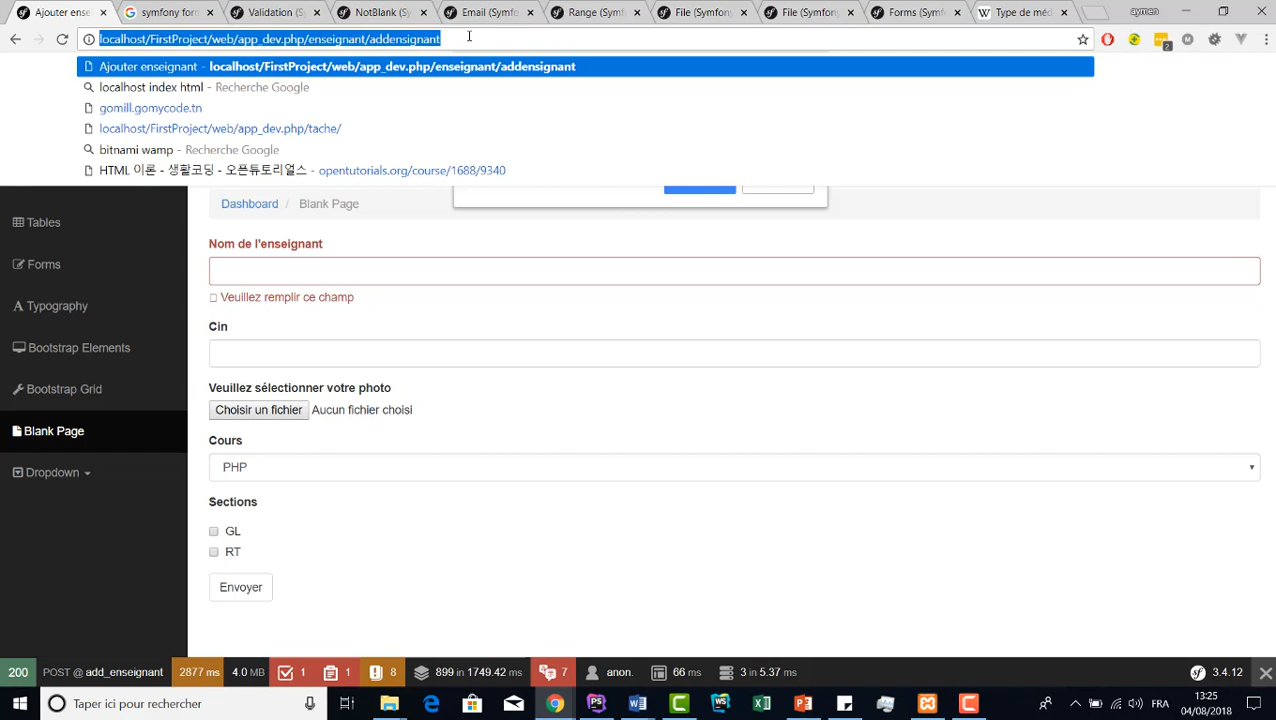 Ajouter ens
symfony form
Validation (S
NotBlank (Sy
Email (Symfo
Range (Symf
File (Symfon
File (Symfon
Forms (Symf
Type de méd
aymen
localhost/FirstProject/web/app_dev.php/enseignant/addensignant
Ajouter enseignant - localhost/FirstProject/web/app_dev.php/enseignant/addensignant
localhost index html - Recherche Google
gomill.gomycode.tn
localhost/FirstProject/web/app_dev.php/tache/
bitnami wamp - Recherche Google
HTML 이론 - 생활코딩 - 오픈튜토리얼스 - opentutorials.org/course/1688/9340
Dashboard / Blank Page
Tables
Forms
Typography
Bootstrap Elements
Bootstrap Grid
Blank Page
Dropdown
Nom de l'enseignant
Veuillez remplir ce champ
Cin
Veuillez sélectionner votre photo
Choisir un fichier Aucun fichier choisi
Cours
PHP
Sections
GL
RT
Envoyer
200 POST @ add_enseignant 2877 ms 4.0 MB 1 1 8 899 in 1749.42 ms 7 anon. 66 ms 3 in 5.37 ms 3.4.12
Taper ici pour rechercher
FRA
13:25
04/08/2018